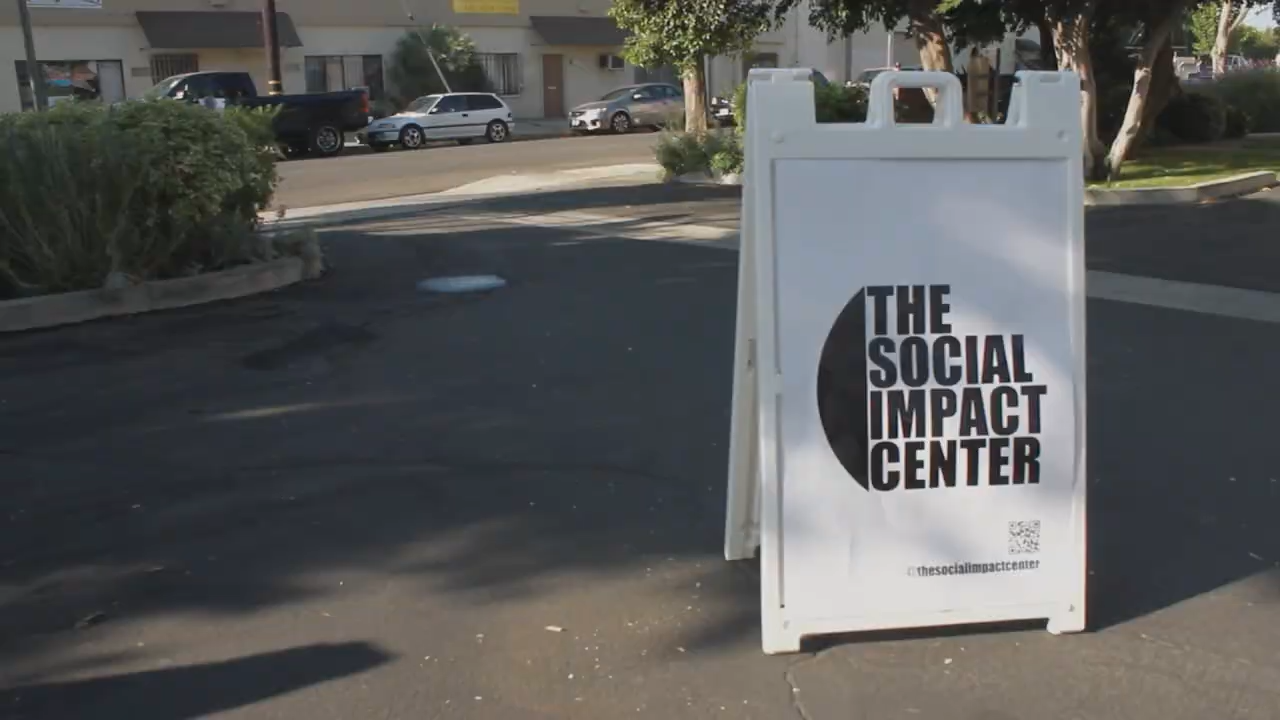 THE
SOCIAL
IMPACT
CENTER
@thesocialimpactcenter